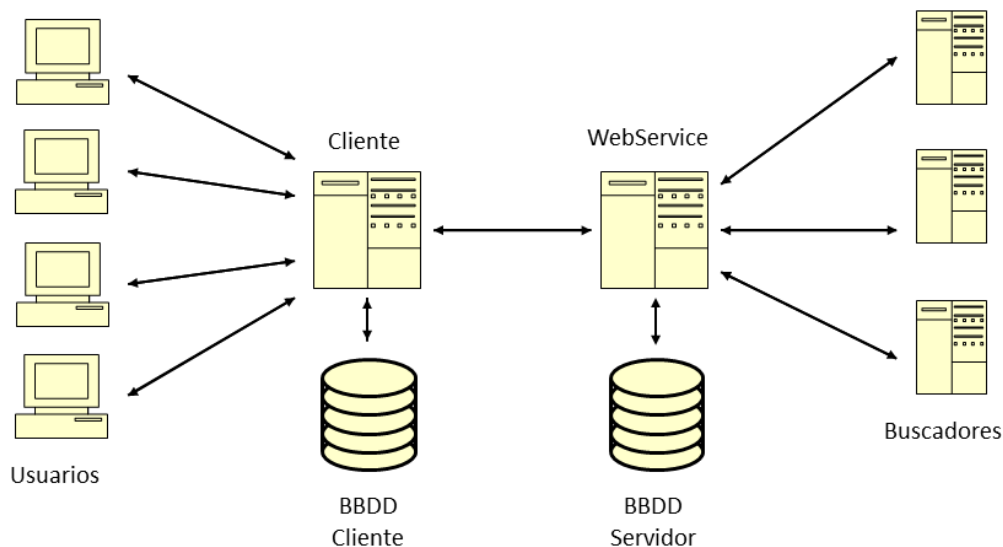 Cliente
WebService
Usuarios
Buscadores
BBDD
Cliente
BBDD
Servidor